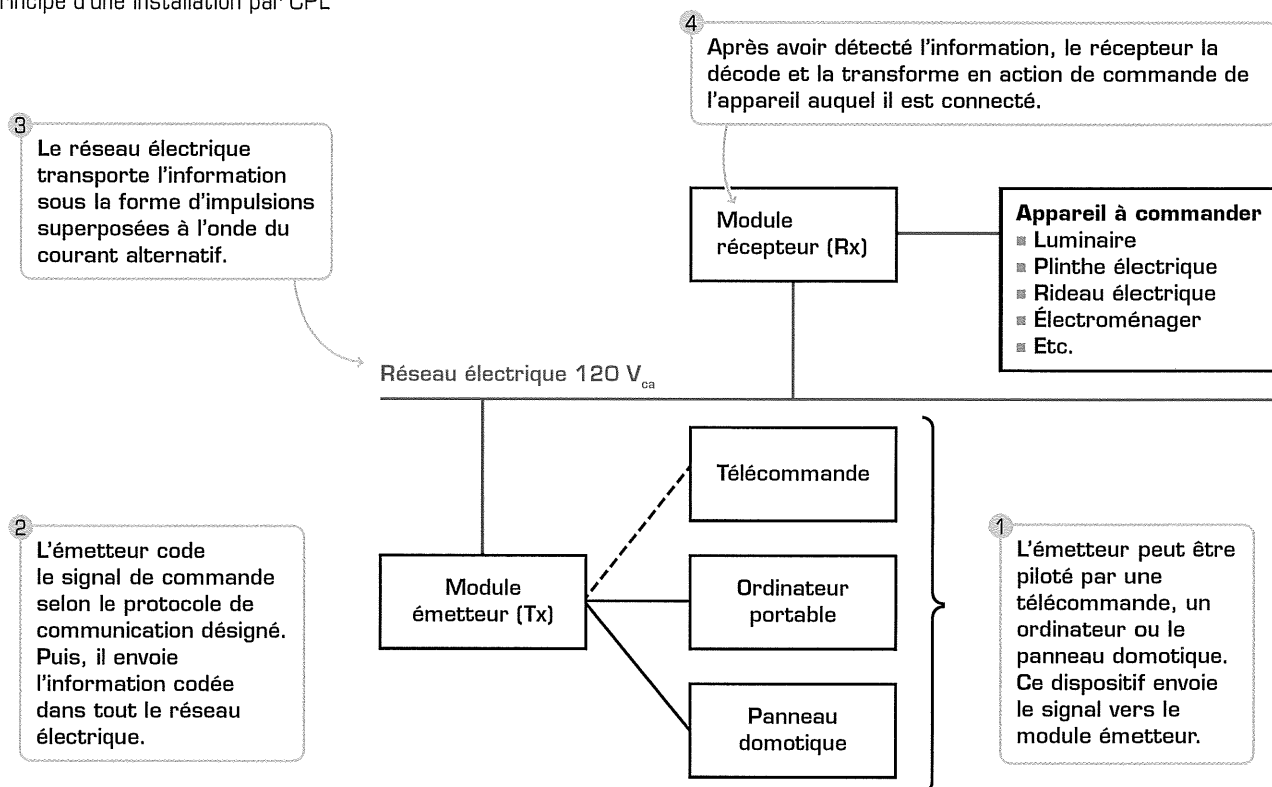 rincipe d'une installation par CPL
4
Après avoir détecté l'information, le récepteur la
décode et la transforme en action de commande de
l'appareil auquel il est connecté.
3
Le réseau électrique
transporte l'information
sous la forme d'impulsions
superposées à l'onde du
courant alternatif.
Module
récepteur (Rx)
Appareil à commander
Luminaire
Plinthe électrique
Rideau électrique
Électroménager
Etc.
Réseau électrique 120 Vca
Télécommande
2
L'émetteur code
le signal de commande
selon le protocole de
communication désigné.
Puis, il envoie
l'information codée
dans tout le réseau
électrique.
Module
émetteur (Tx)
Ordinateur
portable
Panneau
domotique
1
L'émetteur peut être
piloté par une
télécommande, un
ordinateur ou le
panneau domotique.
Ce dispositif envoie
le signal vers le
module émetteur.